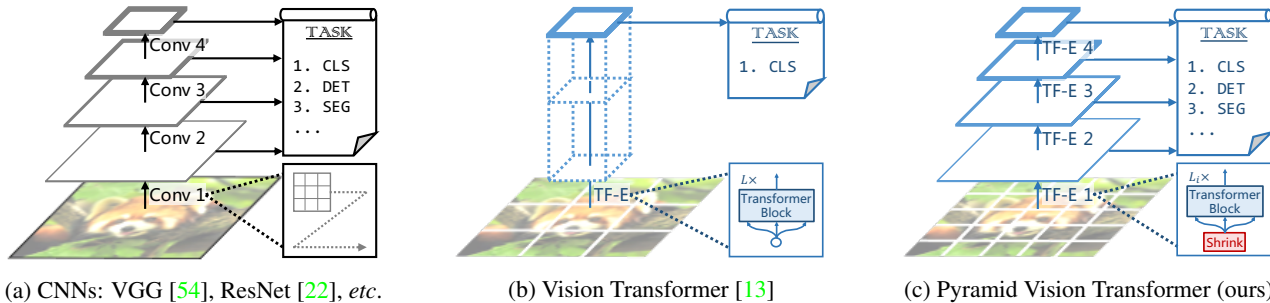 TASK
1. CLS
2. DET
3. SEG
...
Conv 4
Conv 3
Conv 2
Conv 1
(a) CNNs: VGG [54], ResNet [22], etc.
TASK
1. CLS
TF-E
L×
Transformer
Block
(b) Vision Transformer [13]
TASK
1. CLS
2. DET
3. SEG
...
TF-E 4
TF-E 3
TF-E 2
TF-E 1
Li×
Transformer
Block
Shrink
(c) Pyramid Vision Transformer (ours)